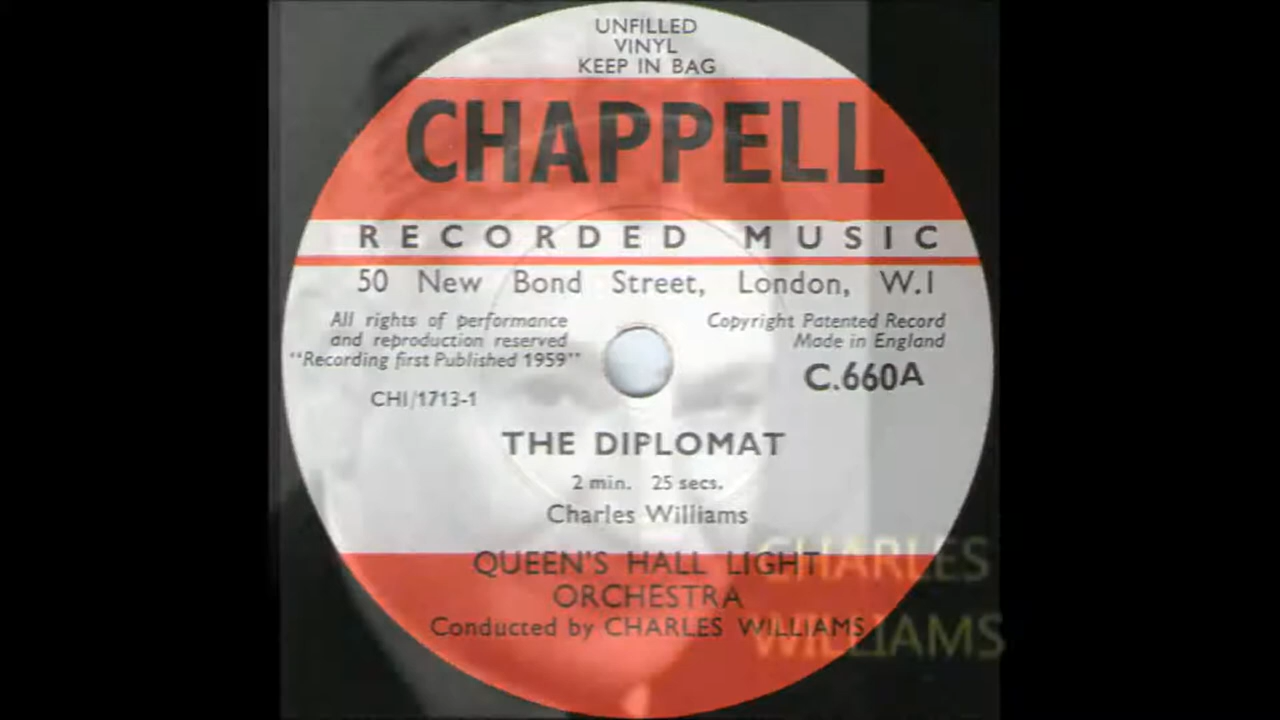 UNFILLED
VINYL
KEEP IN BAG
CHAPPELL
RECORDED MUSIC
50 New Bond Street, London, W.1
All rights of performance
and reproduction reserved
"Recording first Published 1959"
Copyright Patented Record
Made in England
C.660A
CHI/1713-1
THE DIPLOMAT
2 min. 25 secs.
Charles Williams
QUEEN'S HALL LIGHT
ORCHESTRA
Conducted by CHARLES WILLIAMS
CHARLES
WILLIAMS